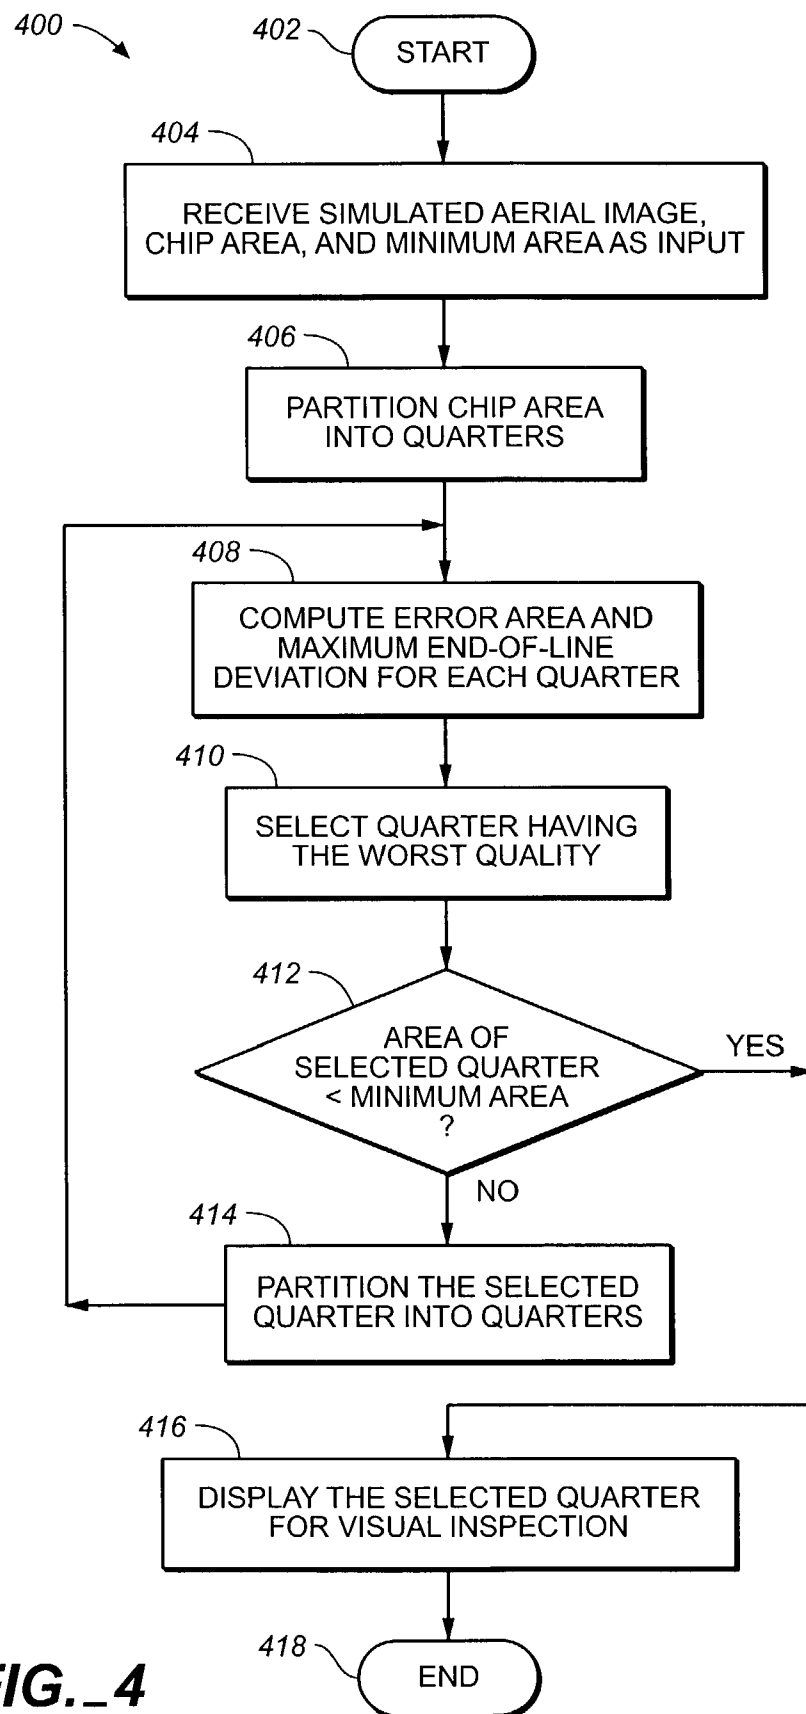 400
402
START
404
RECEIVE SIMULATED AERIAL IMAGE,
CHIP AREA, AND MINIMUM AREA AS INPUT
406
PARTITION CHIP AREA
INTO QUARTERS
408
COMPUTE ERROR AREA AND
MAXIMUM END-OF-LINE
DEVIATION FOR EACH QUARTER
410
SELECT QUARTER HAVING
THE WORST QUALITY
412
AREA OF
SELECTED QUARTER
< MINIMUM AREA
?
YES
NO
414
PARTITION THE SELECTED
QUARTER INTO QUARTERS
416
DISPLAY THE SELECTED QUARTER
FOR VISUAL INSPECTION
418
END
FIG._4